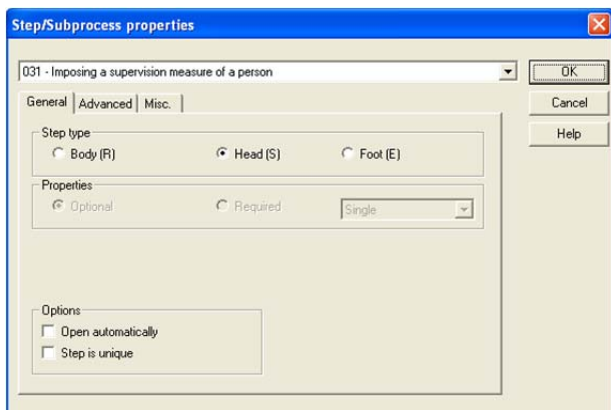 Step/Subprocess properties
031 - Imposing a supervision measure of a person
OK
General Advanced Misc.
Cancel
Help
Step type
Body (R) Head (S) Foot (E)
Properties
Optional Required Single
Options
Open automatically
Step is unique